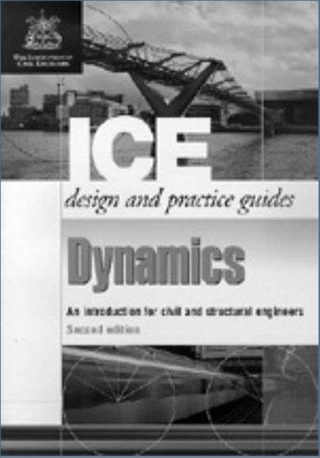 THE INSTITUTION OF
CIVIL ENGINEERS
ICE
design and practice guides
Dynamics
An introduction for civil and structural engineers
Second edition